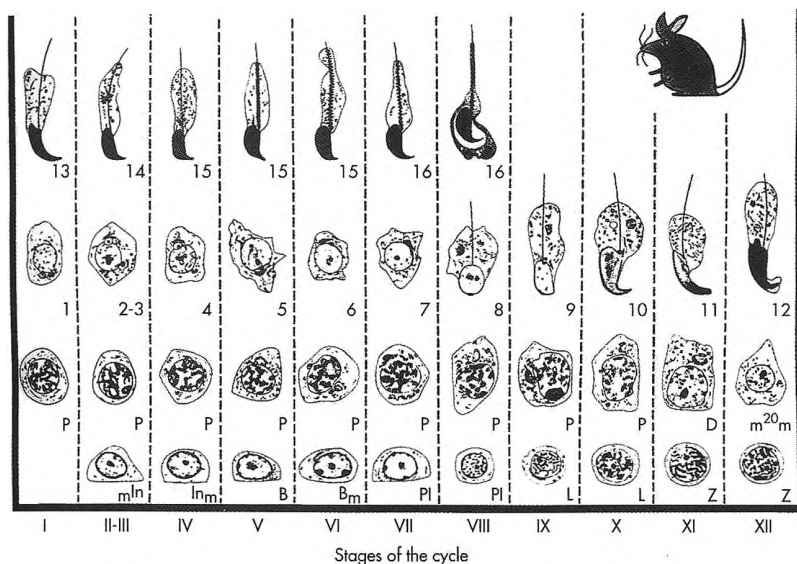 13 14 15 15 15 16 16
1 2-3 4 5 6 7 8 9 10 11 12
P P P P P P P P P D m20m
mIn Inm B Bm Pl Pl L L Z Z
I II-III IV V VI VII VIII IX X XI XII
Stages of the cycle